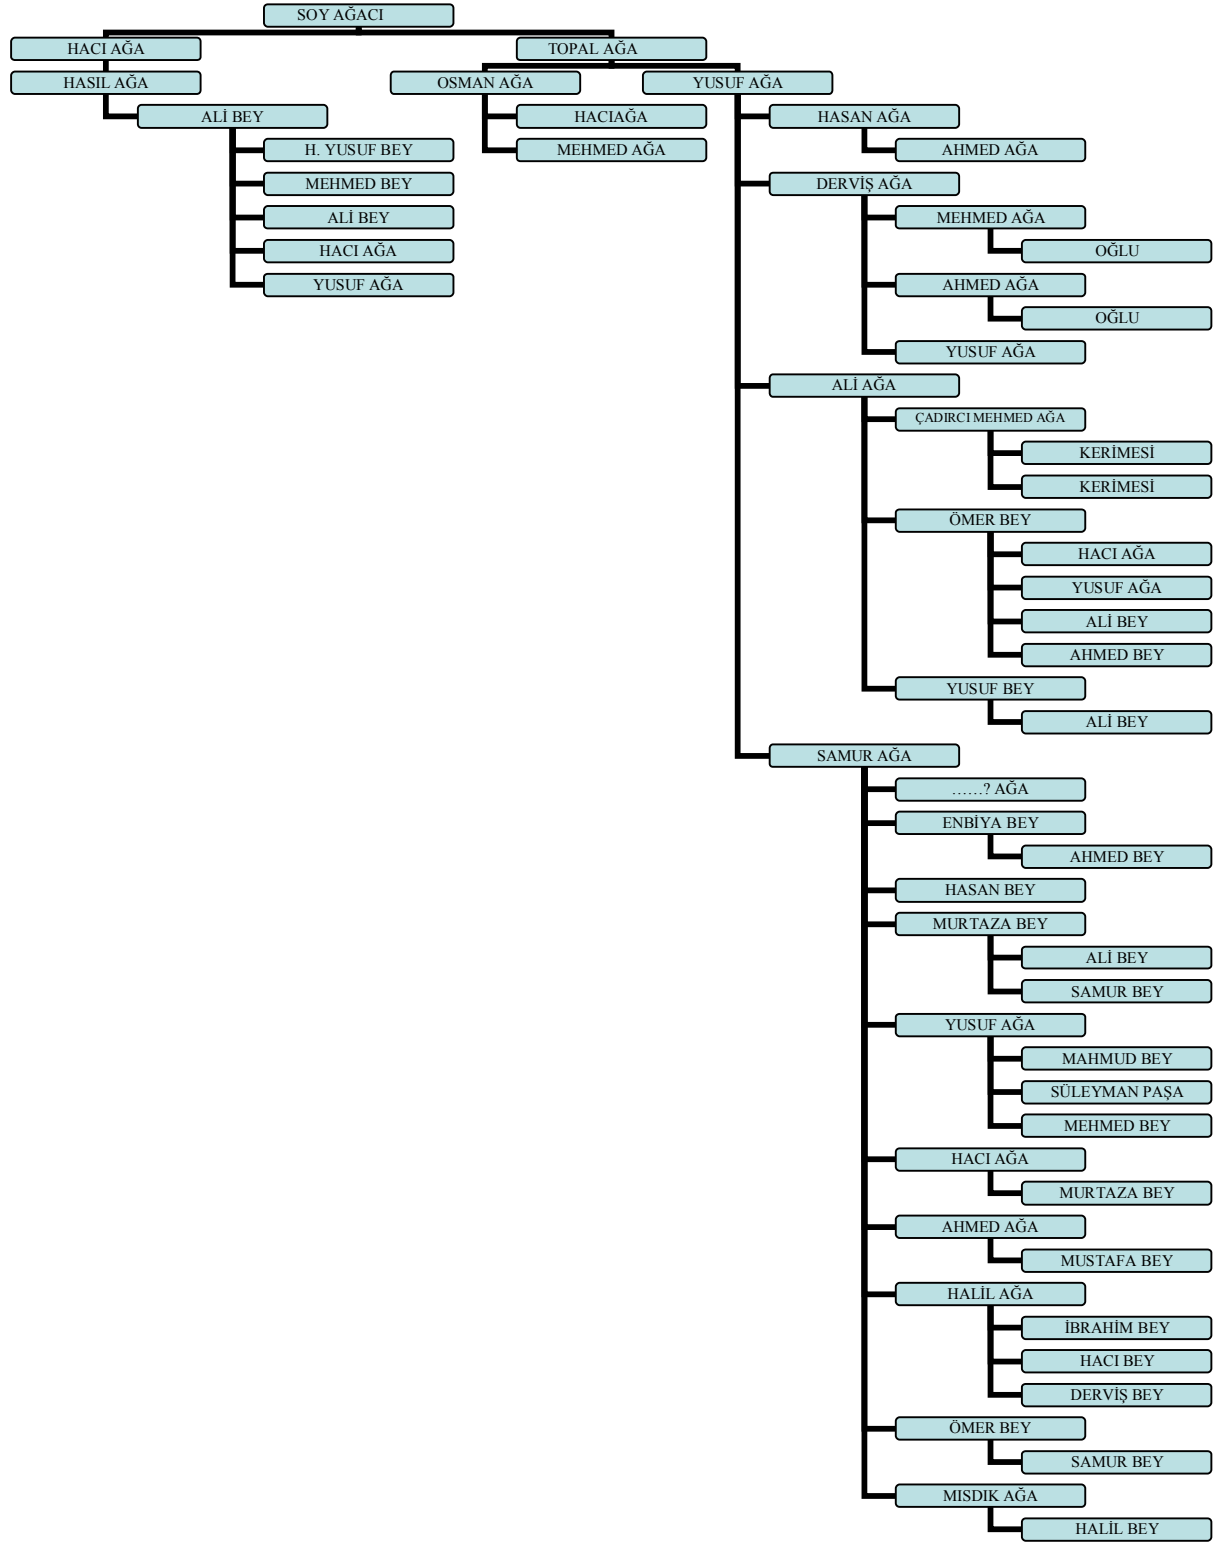 SOY AĞACI
HACI AĞA
TOPAL AĞA
HASIL AĞA
OSMAN AĞA
YUSUF AĞA
ALİ BEY
HACIAĞA
HASAN AĞA
H. YUSUF BEY
MEHMED AĞA
AHMED AĞA
MEHMED BEY
DERVİŞ AĞA
ALİ BEY
MEHMED AĞA
HACI AĞA
OĞLU
YUSUF AĞA
AHMED AĞA
OĞLU
YUSUF AĞA
ALİ AĞA
ÇADIRCI MEHMED AĞA
KERİMESİ
KERİMESİ
ÖMER BEY
HACI AĞA
YUSUF AĞA
ALİ BEY
AHMED BEY
YUSUF BEY
ALİ BEY
SAMUR AĞA
……? AĞA
ENBİYA BEY
AHMED BEY
HASAN BEY
MURTAZA BEY
ALİ BEY
SAMUR BEY
YUSUF AĞA
MAHMUD BEY
SÜLEYMAN PAŞA
MEHMED BEY
HACI AĞA
MURTAZA BEY
AHMED AĞA
MUSTAFA BEY
HALİL AĞA
İBRAHİM BEY
HACI BEY
DERVİŞ BEY
ÖMER BEY
SAMUR BEY
MISDIK AĞA
HALİL BEY